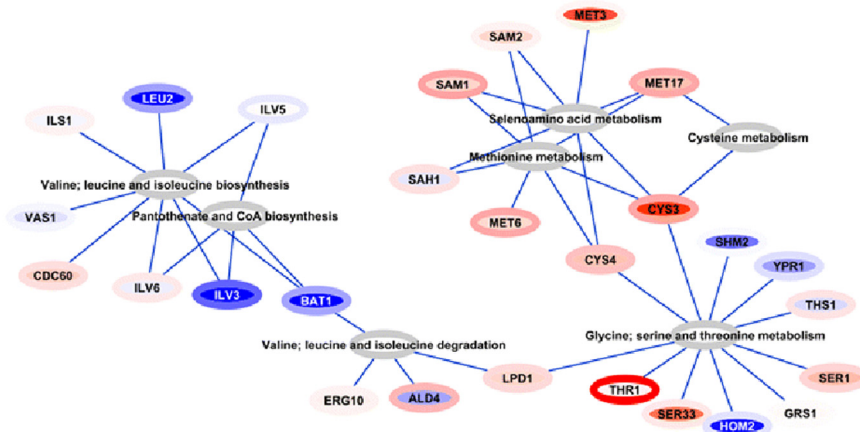 MET3
SAM2
SAM1
MET17
LEU2
ILV5
ILS1
Selenoamino acid metabolism
Cysteine metabolism
Methionine metabolism
SAH1
Valine; leucine and isoleucine biosynthesis
CYS3
VAS1
Pantothenate and CoA biosynthesis
MET6
SHM2
CYS4
YPR1
CDC60
ILV6
ILV3
BAT1
THS1
Glycine; serine and threonine metabolism
Valine; leucine and isoleucine degradation
LPD1
SER1
THR1
ERG10
ALD4
SER33
GRS1
HOM2